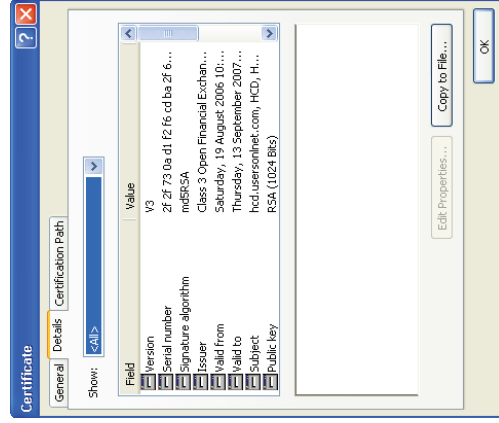 Certificate
General Details Certification Path
Show: <All>
Field Value
Version V3
Serial number 2f 2f 73 0a d1 f2 f6 cd ba 2f 6...
Signature algorithm md5RSA
Issuer Class 3 Open Financial Exchan...
Valid from Saturday, 19 August 2006 10:...
Valid to Thursday, 13 September 2007...
Subject hcd.usersonlnet.com, HCD, H...
Public key RSA (1024 Bits)
Edit Properties... Copy to File...
OK